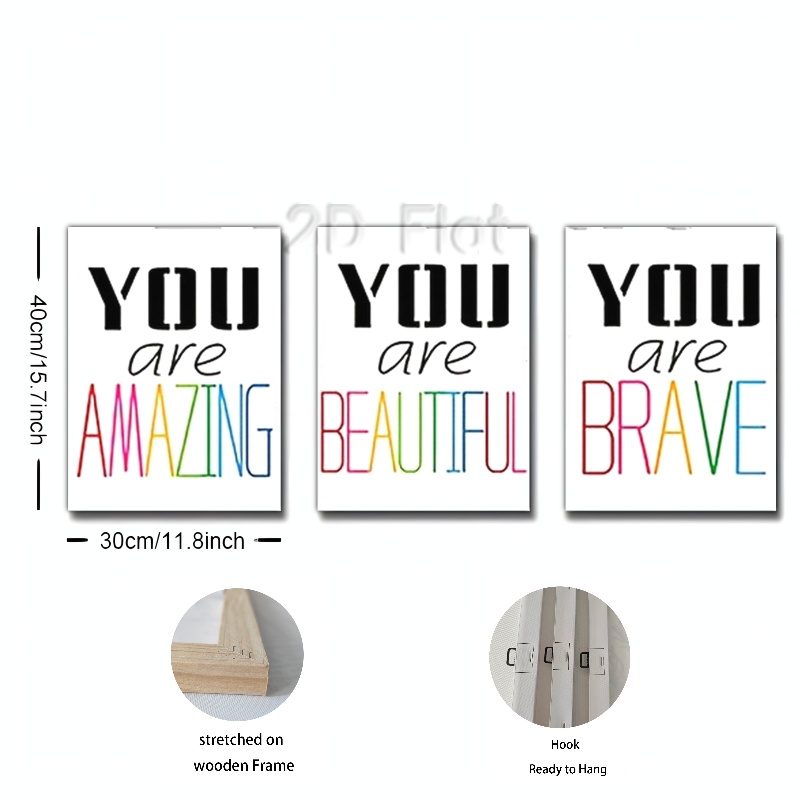 2D Flat
YOU
are
AMAZING
YOU
are
BEAUTIFUL
YOU
are
BRAVE
40cm/15.7inch
30cm/11.8inch
stretched on
wooden Frame
Hook
Ready to Hang